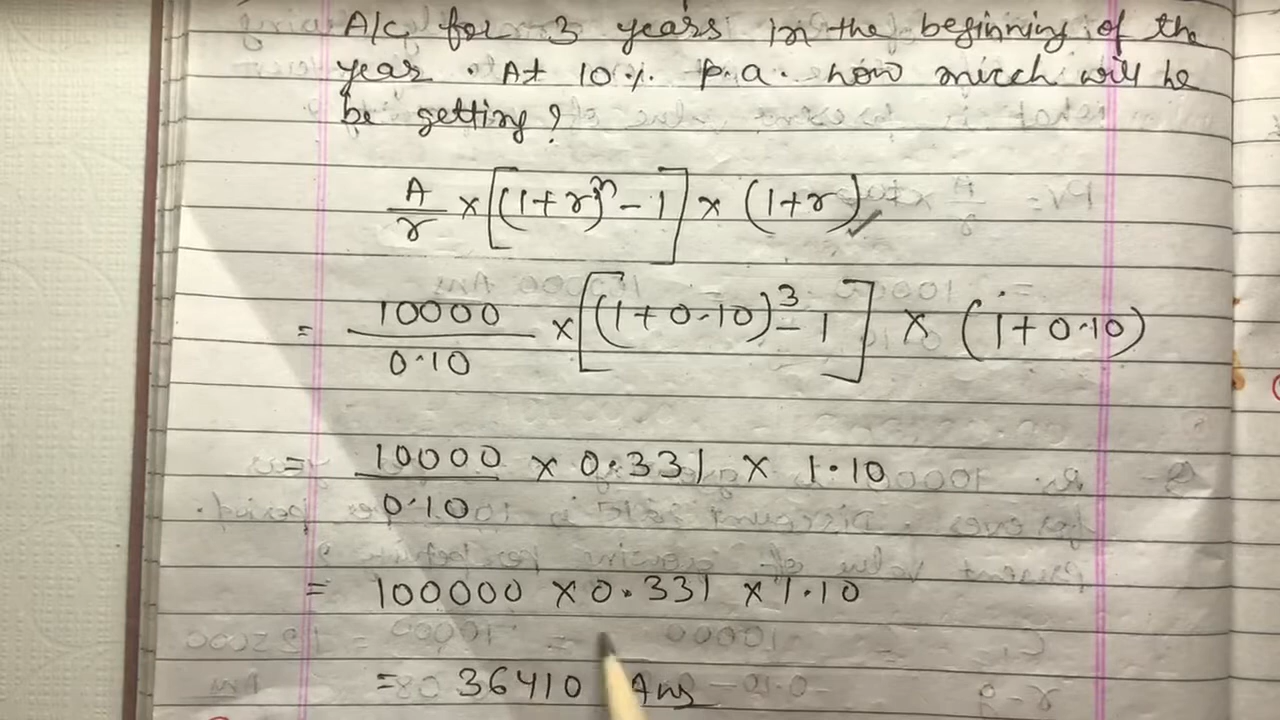 A/c for 3 years in the beginning of the
year. At 10% p.a. how much will he
be getting?
A/r × [(1+r)^n - 1] × (1+r) ✓
= 10000/0.10 × [(1+0.10)^3 - 1] × (1+0.10)
= 10000/0.10 × 0.331 × 1.10
= 100000 × 0.331 × 1.10
= 36410 Ans